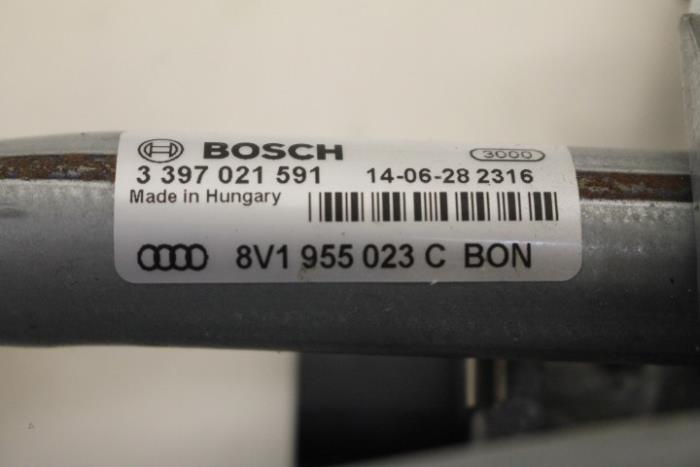 BOSCH 3000
3 397 021 591 14-06-28 2316
Made in Hungary
8V1 955 023 C BON